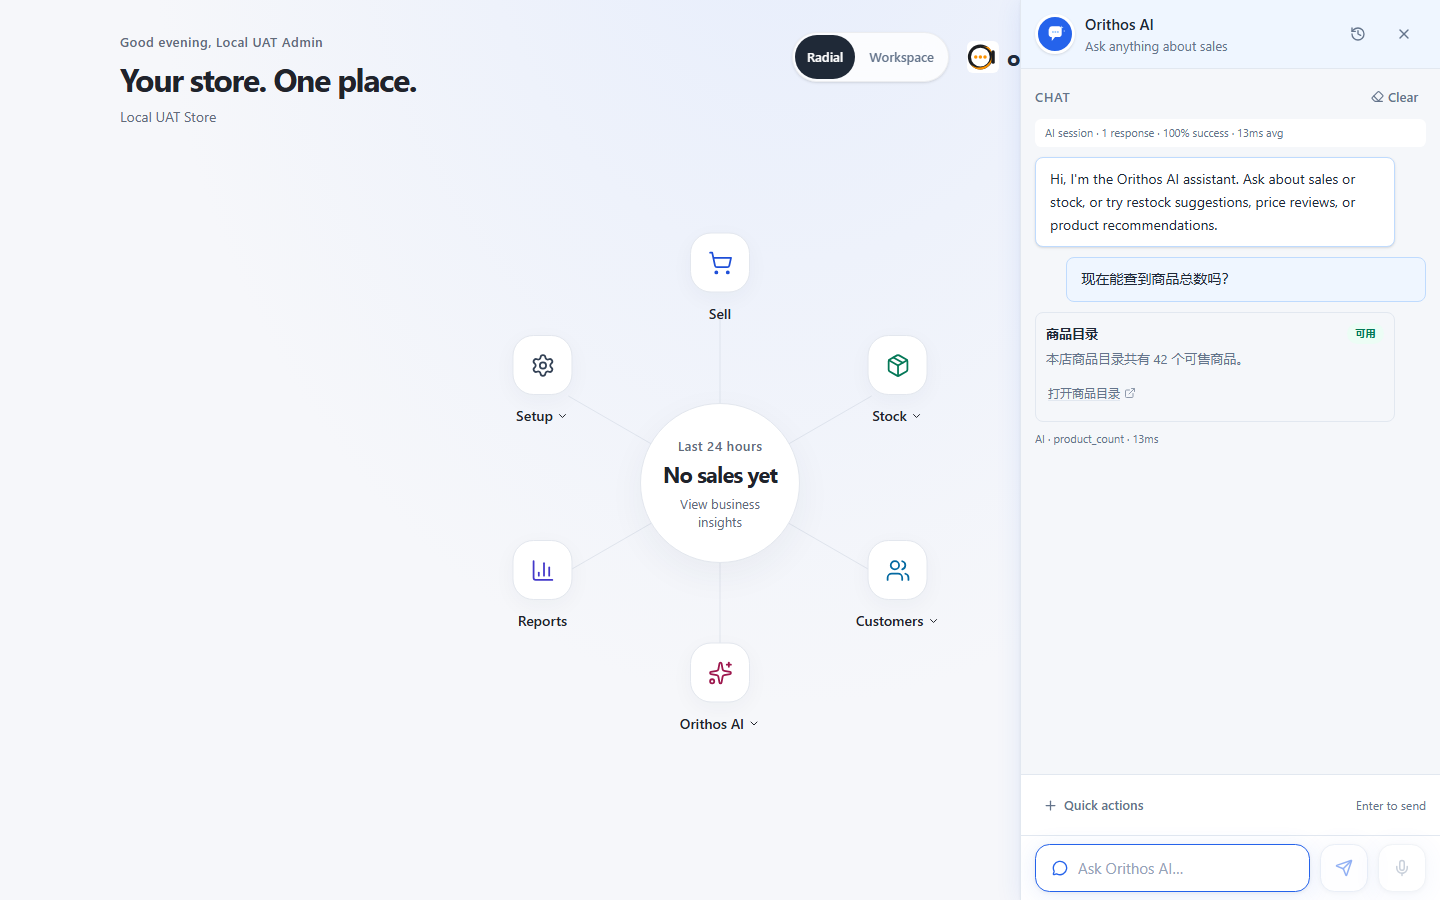 Good evening, Local UAT Admin
Your store. One place.
Local UAT Store
Radial
Workspace
Sell
Setup
Stock
Last 24 hours
No sales yet
View business
insights
Reports
Customers
Orithos AI
Orithos AI
Ask anything about sales
CHAT
Clear
AI session · 1 response · 100% success · 13ms avg
Hi, I'm the Orithos AI assistant. Ask about sales or
stock, or try restock suggestions, price reviews, or
product recommendations.
现在能查到商品总数吗?
商品目录
可用
本店商品目录共有 42 个可售商品。
打开商品目录
AI · product_count · 13ms
Quick actions
Enter to send
Ask Orithos AI...